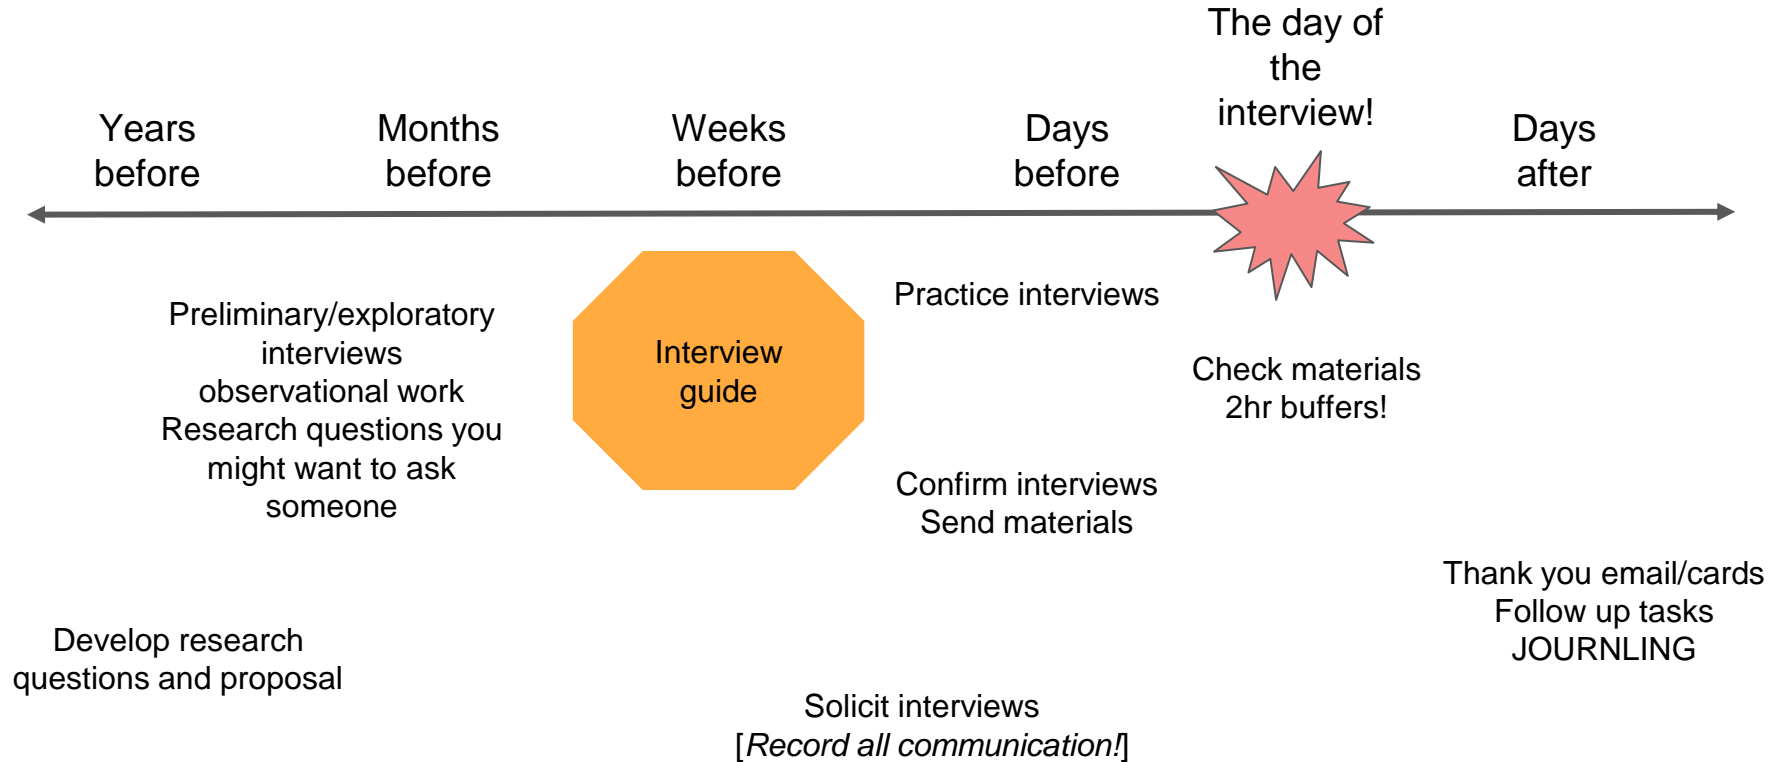 The day of
the
interview!
Years
before
Months
before
Weeks
before
Days
before
Days
after
Preliminary/exploratory
interviews
observational work
Research questions you
might want to ask
someone
Interview
guide
Practice interviews
Check materials
2hr buffers!
Confirm interviews
Send materials
Thank you email/cards
Follow up tasks
JOURNLING
Develop research
questions and proposal
Solicit interviews
[Record all communication!]